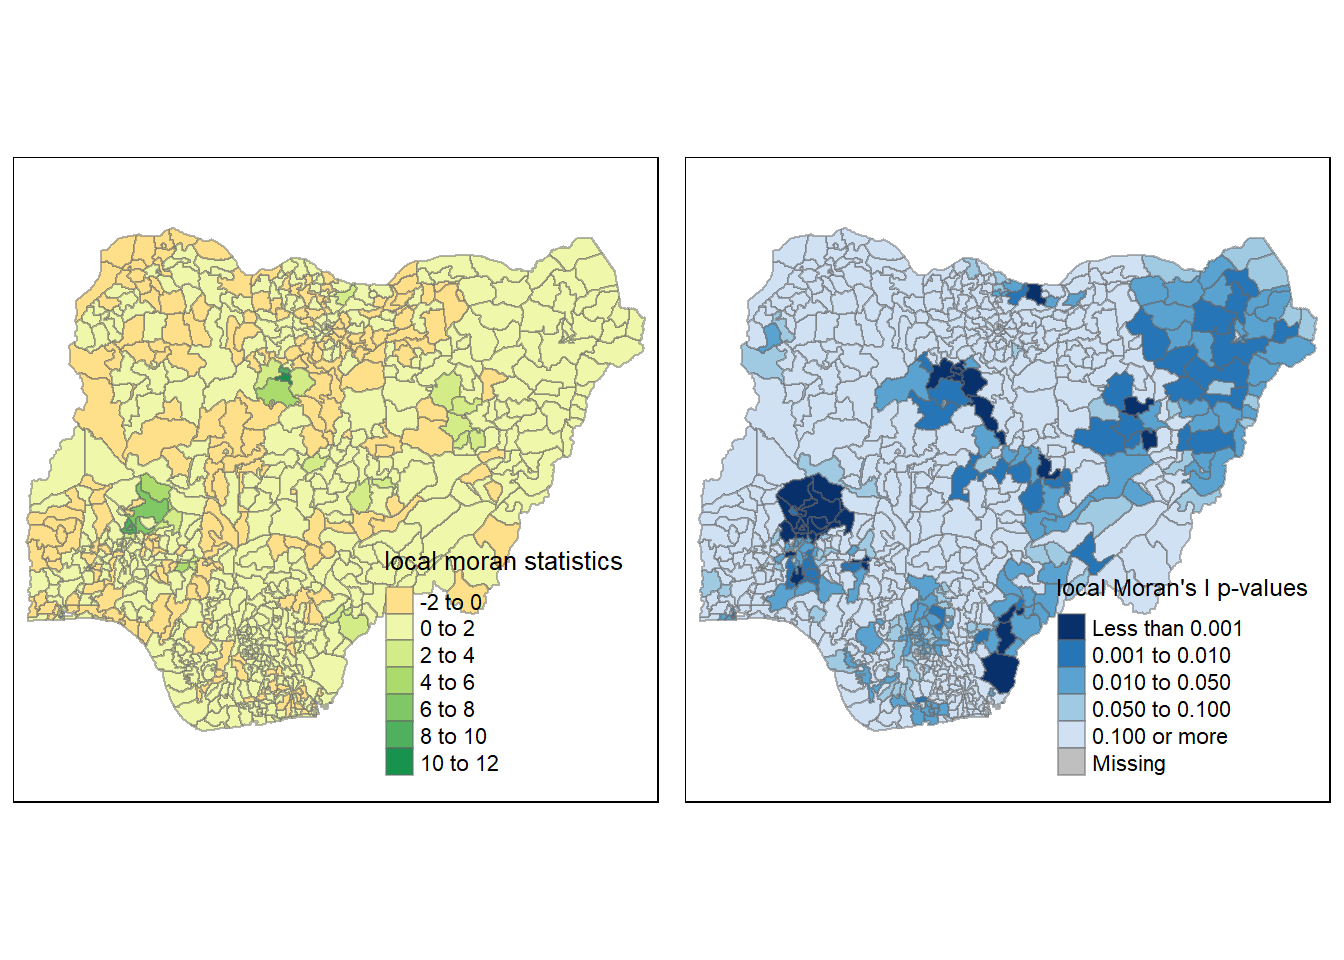 local moran statistics
-2 to 0
0 to 2
2 to 4
4 to 6
6 to 8
8 to 10
10 to 12
local Moran's I p-values
Less than 0.001
0.001 to 0.010
0.010 to 0.050
0.050 to 0.100
0.100 or more
Missing